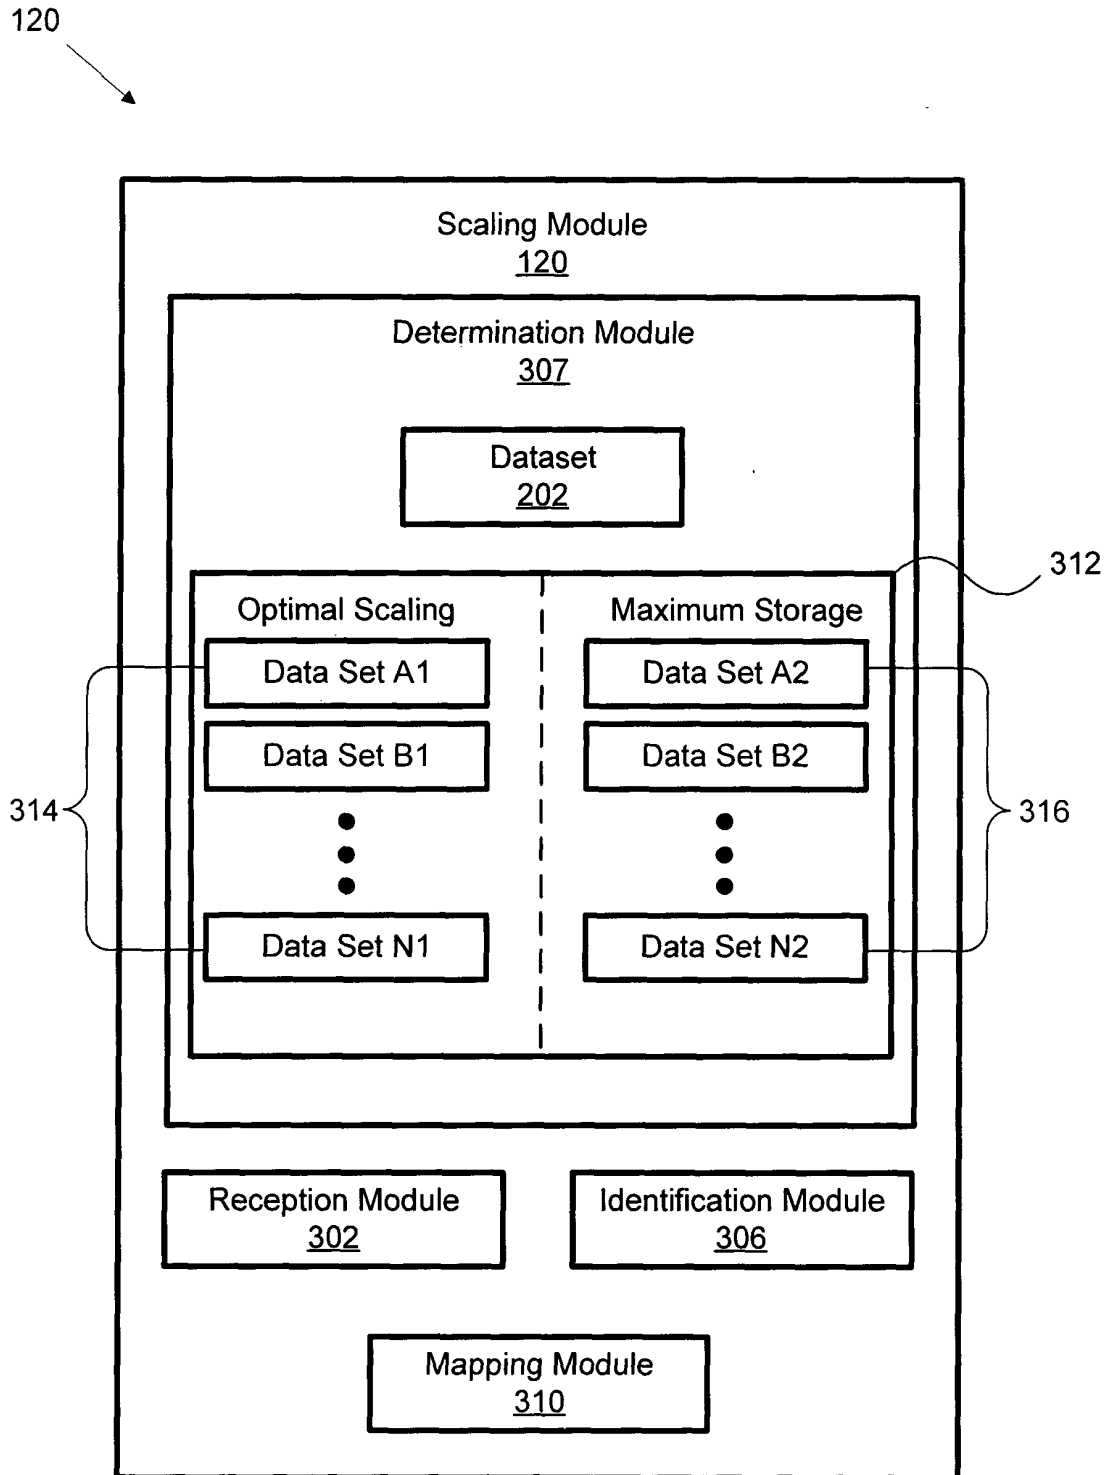 120
Scaling Module
120
Determination Module
307
Dataset
202
312
Optimal Scaling
Maximum Storage
Data Set A1
Data Set A2
Data Set B1
Data Set B2
314
316
Data Set N1
Data Set N2
Reception Module
302
Identification Module
306
Mapping Module
310